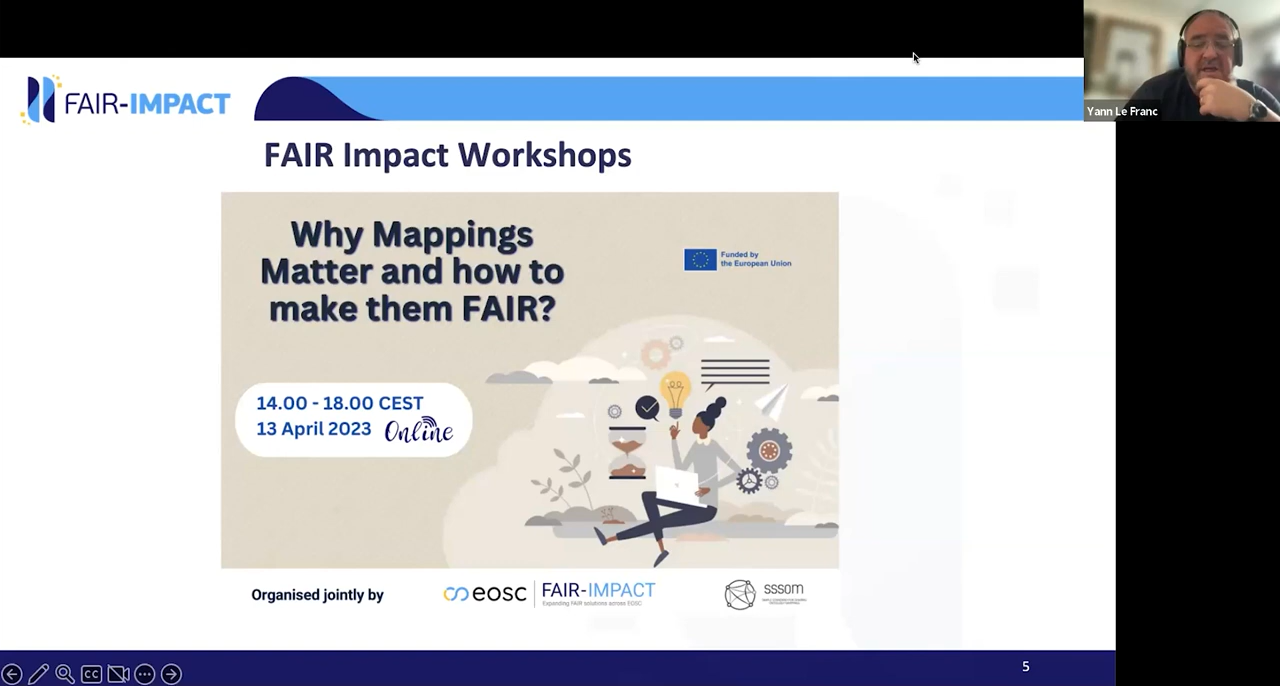 Yann Le Franc
FAIR-IMPACT
FAIR Impact Workshops
Why Mappings
Matter and how to
make them FAIR?
Funded by
the European Union
14.00 - 18.00 CEST
13 April 2023 Online
Organised jointly by
eosc
FAIR-IMPACT
Expanding FAIR solutions across EOSC
sssom
CC
5